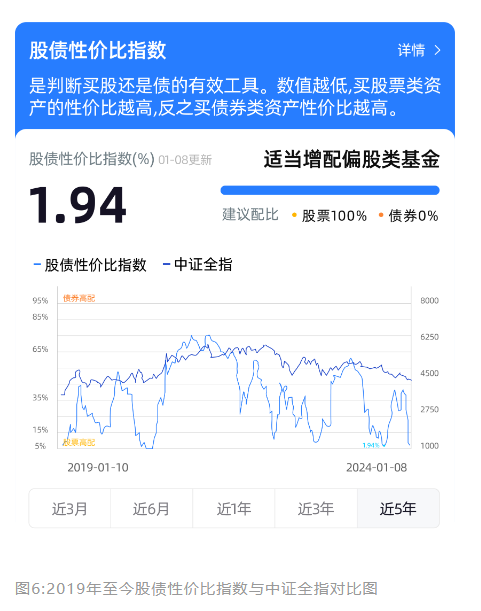 股债性价比指数
详情
是判断买股还是债的有效工具。数值越低,买股票类资
产的性价比越高,反之买债券类资产性价比越高。
股债性价比指数(%) 01-08更新
适当增配偏股类基金
1.94
建议配比
股票100%
债券0%
股债性价比指数
中证全指
债券高配
95%
85%
65%
35%
15%
5%
8000
6250
4500
2750
1000
股票高配
1.94%
2019-01-10
2024-01-08
近3月
近6月
近1年
近3年
近5年
图6:2019年至今股债性价比指数与中证全指对比图